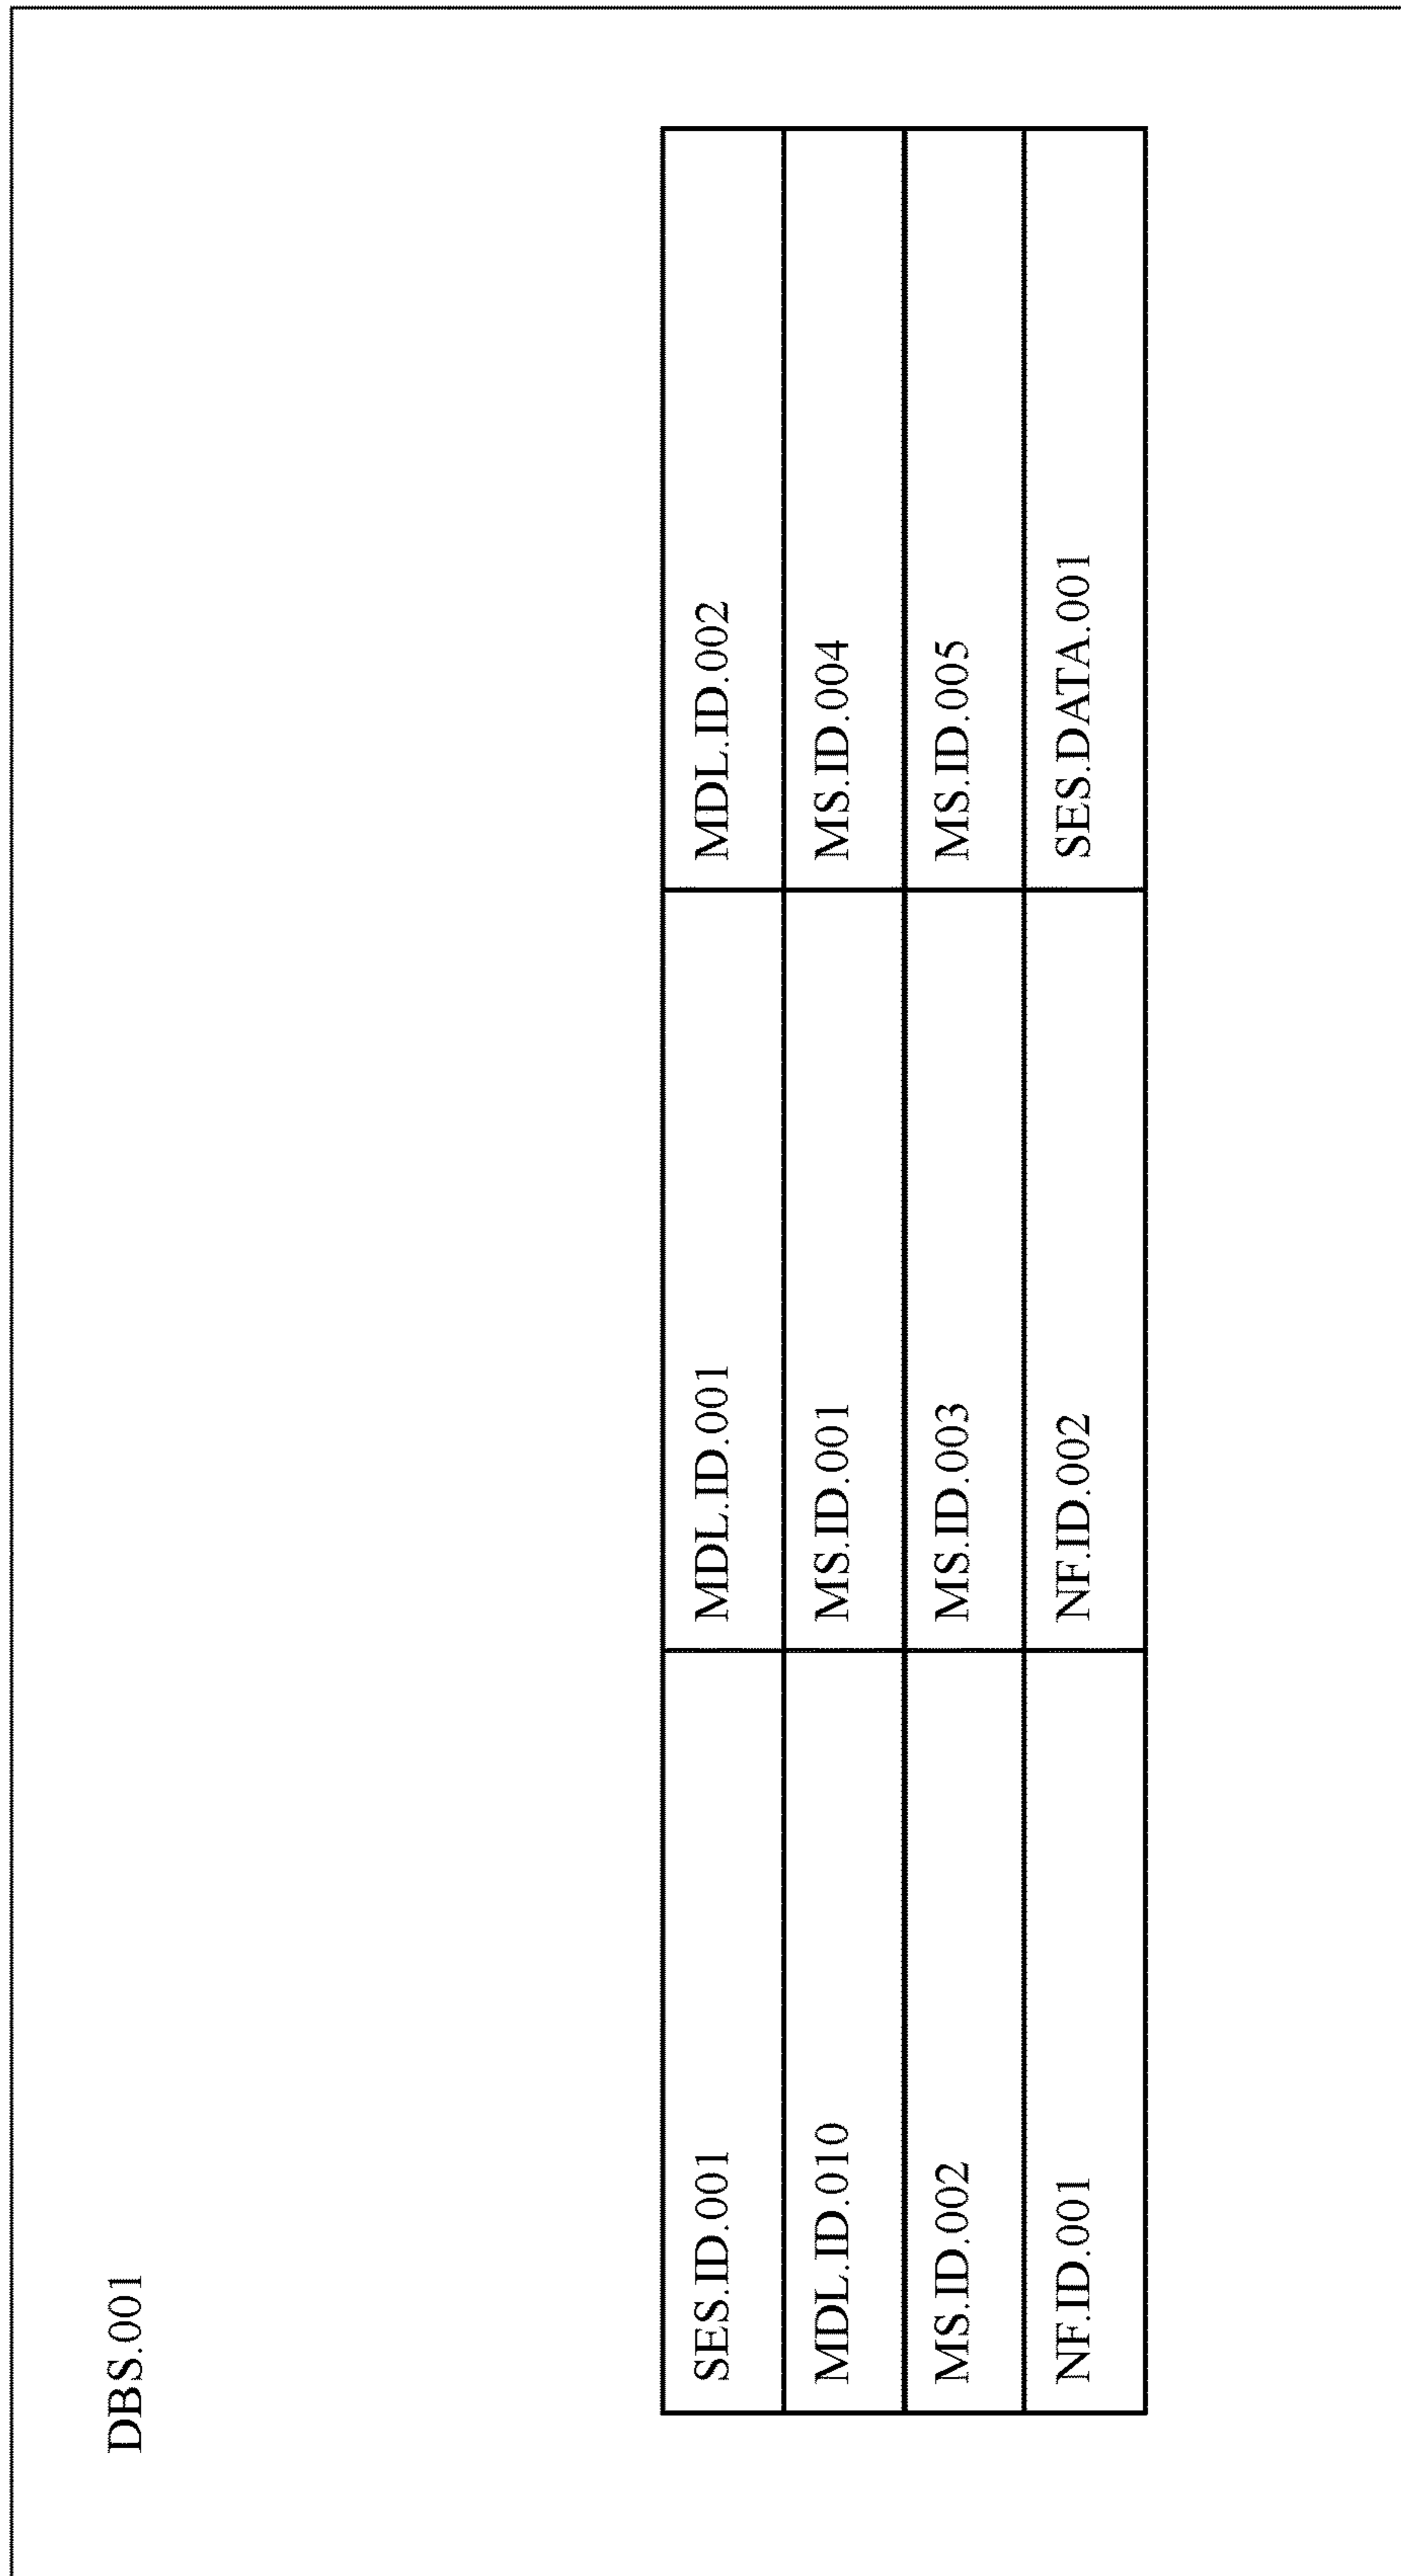 DBS.001
SES.ID.001 MDL.ID.001 MDL.ID.002
MDL.ID.010 MS.ID.001 MS.ID.004
MS.ID.002 MS.ID.003 MS.ID.005
NF.ID.001 NF.ID.002 SES.DATA.001